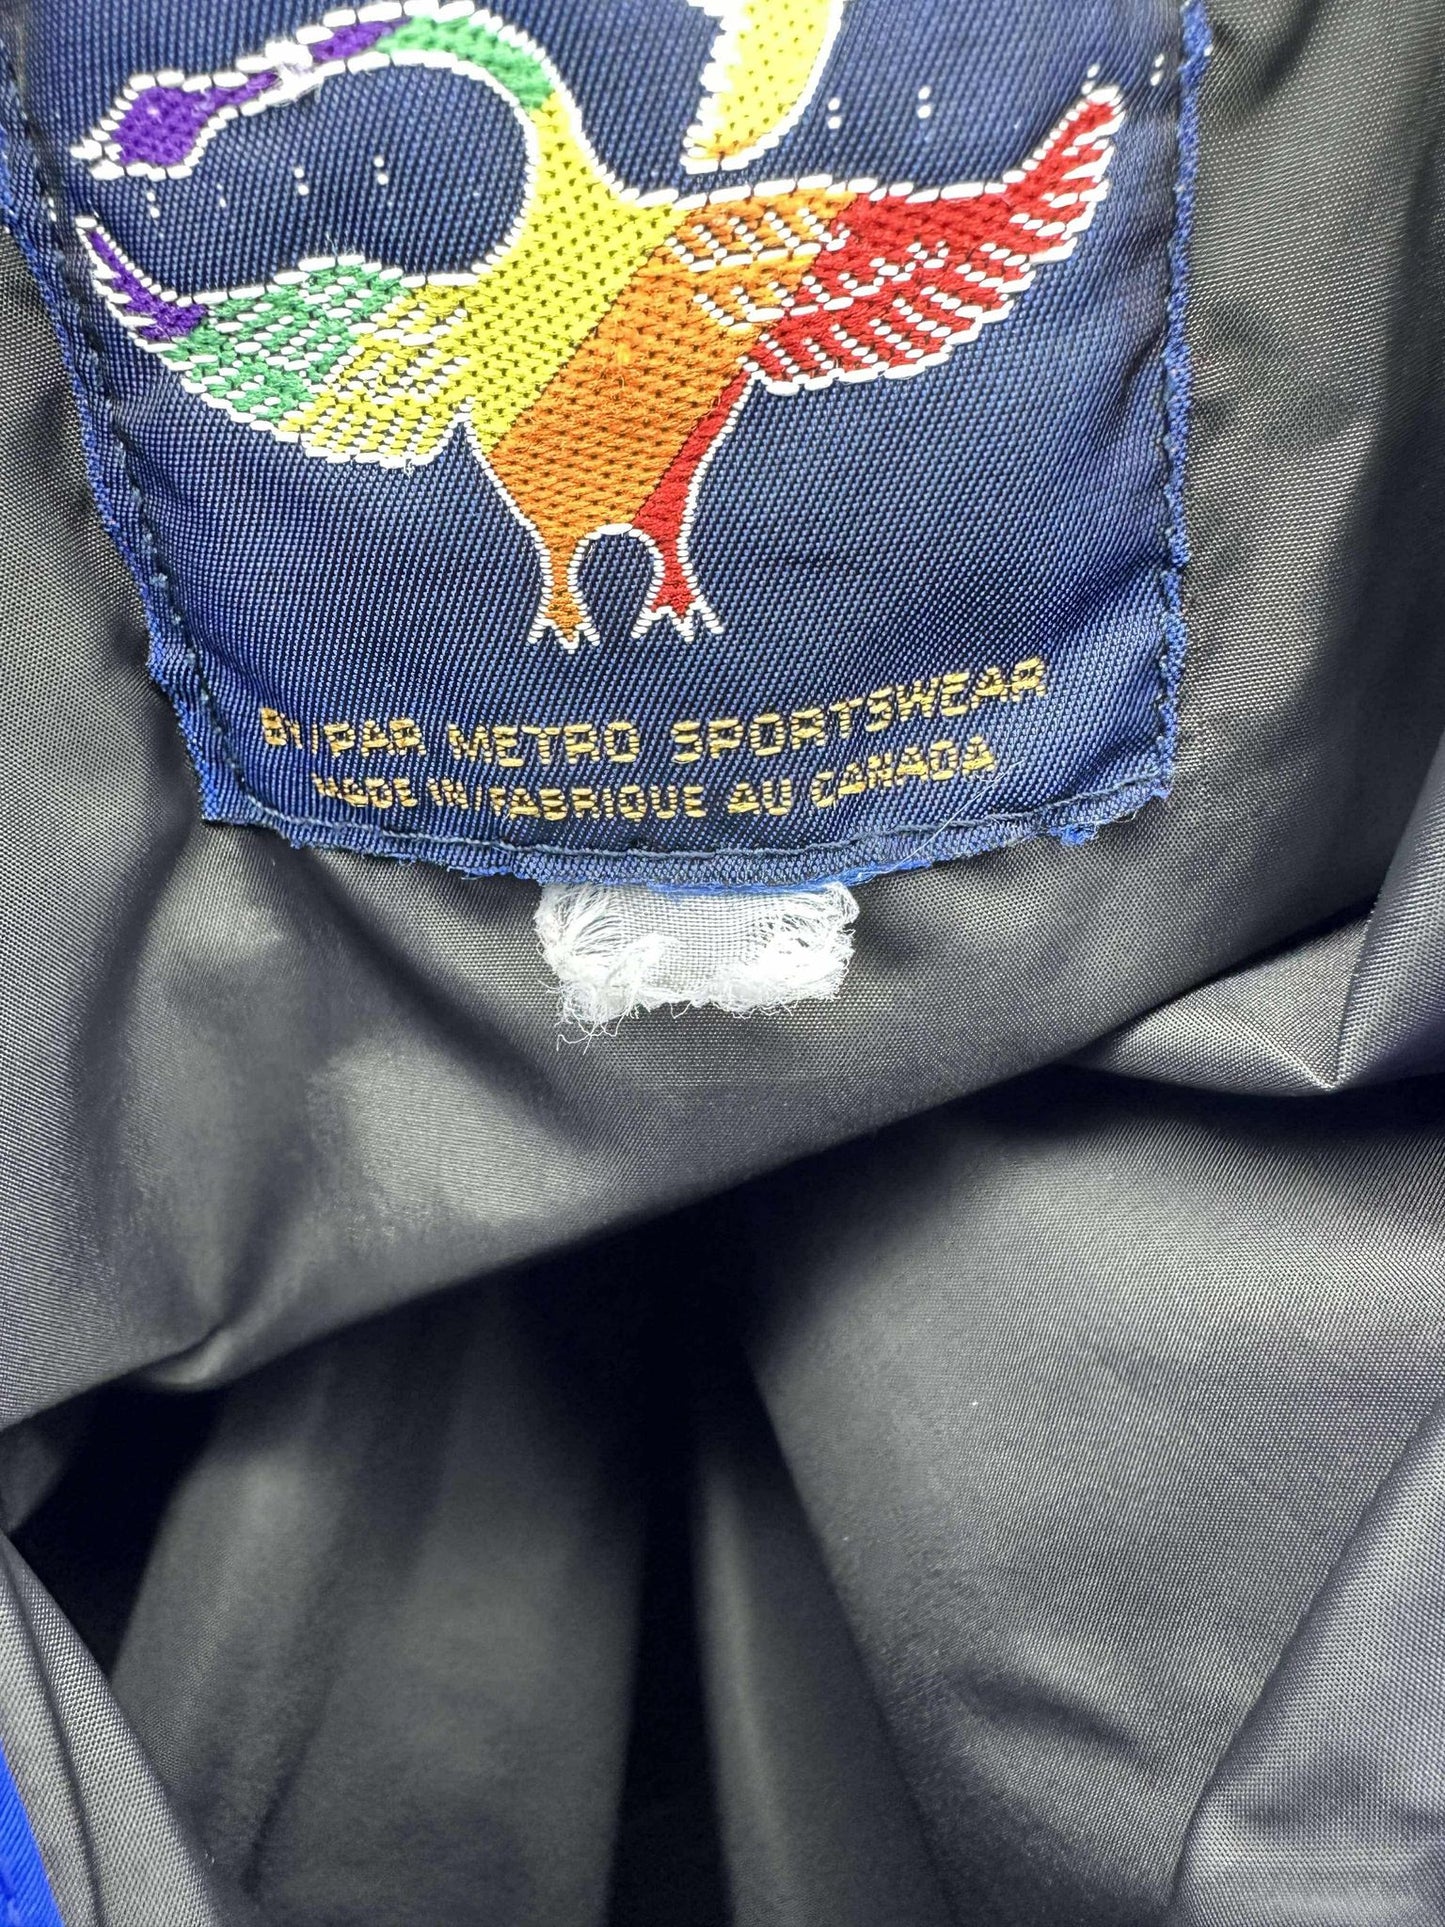 BY/PAR METRO SPORTSWEAR
MADE IN/FABRIQUE AU CANADA